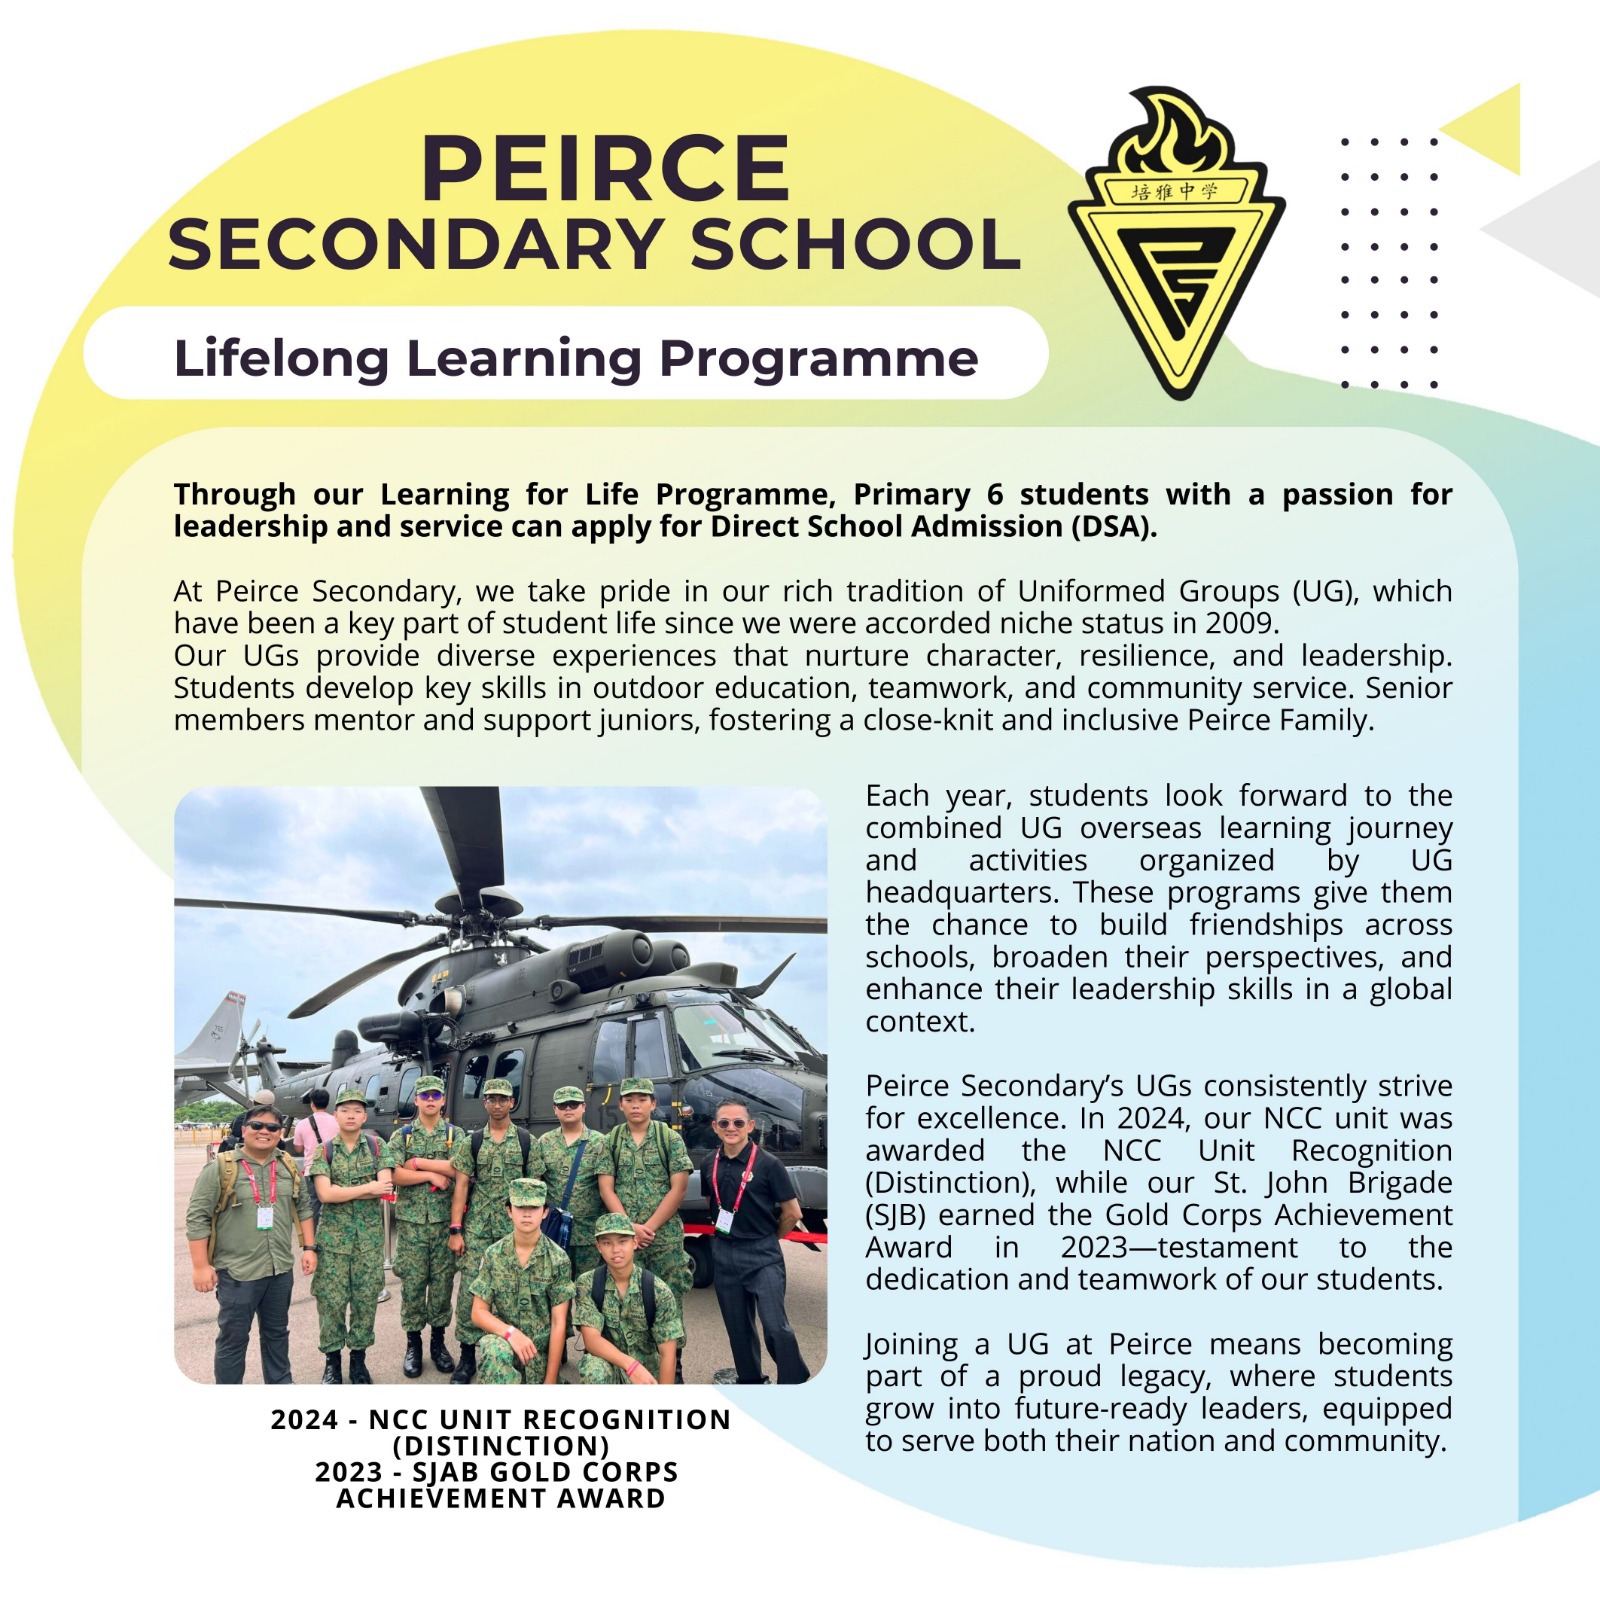 PEIRCE
SECONDARY SCHOOL
培雅中学
PS
Lifelong Learning Programme
Through our Learning for Life Programme, Primary 6 students with a passion for
leadership and service can apply for Direct School Admission (DSA).
At Peirce Secondary, we take pride in our rich tradition of Uniformed Groups (UG), which
have been a key part of student life since we were accorded niche status in 2009.
Our UGs provide diverse experiences that nurture character, resilience, and leadership.
Students develop key skills in outdoor education, teamwork, and community service. Senior
members mentor and support juniors, fostering a close-knit and inclusive Peirce Family.
Each year, students look forward to the
combined UG overseas learning journey
and activities organized by UG
headquarters. These programs give them
the chance to build friendships across
schools, broaden their perspectives, and
enhance their leadership skills in a global
context.
Peirce Secondary’s UGs consistently strive
for excellence. In 2024, our NCC unit was
awarded the NCC Unit Recognition
(Distinction), while our St. John Brigade
(SJB) earned the Gold Corps Achievement
Award in 2023—testament to the
dedication and teamwork of our students.
Joining a UG at Peirce means becoming
part of a proud legacy, where students
grow into future-ready leaders, equipped
to serve both their nation and community.
2024 - NCC UNIT RECOGNITION
(DISTINCTION)
2023 - SJAB GOLD CORPS
ACHIEVEMENT AWARD